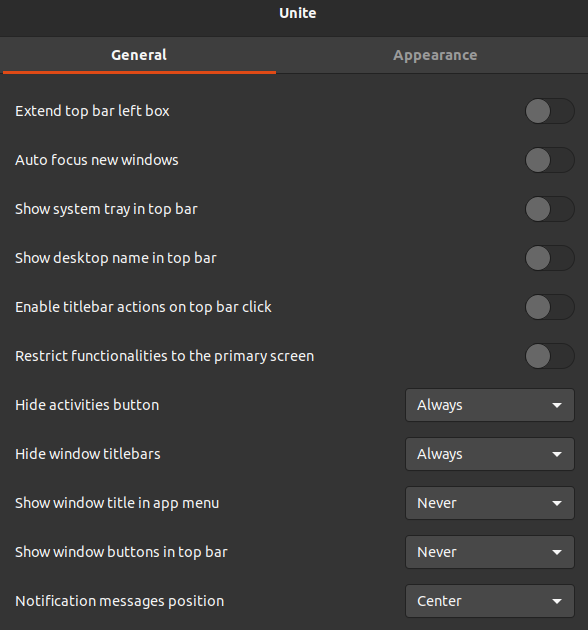 Unite
General Appearance
Extend top bar left box
Auto focus new windows
Show system tray in top bar
Show desktop name in top bar
Enable titlebar actions on top bar click
Restrict functionalities to the primary screen
Hide activities button Always
Hide window titlebars Always
Show window title in app menu Never
Show window buttons in top bar Never
Notification messages position Center